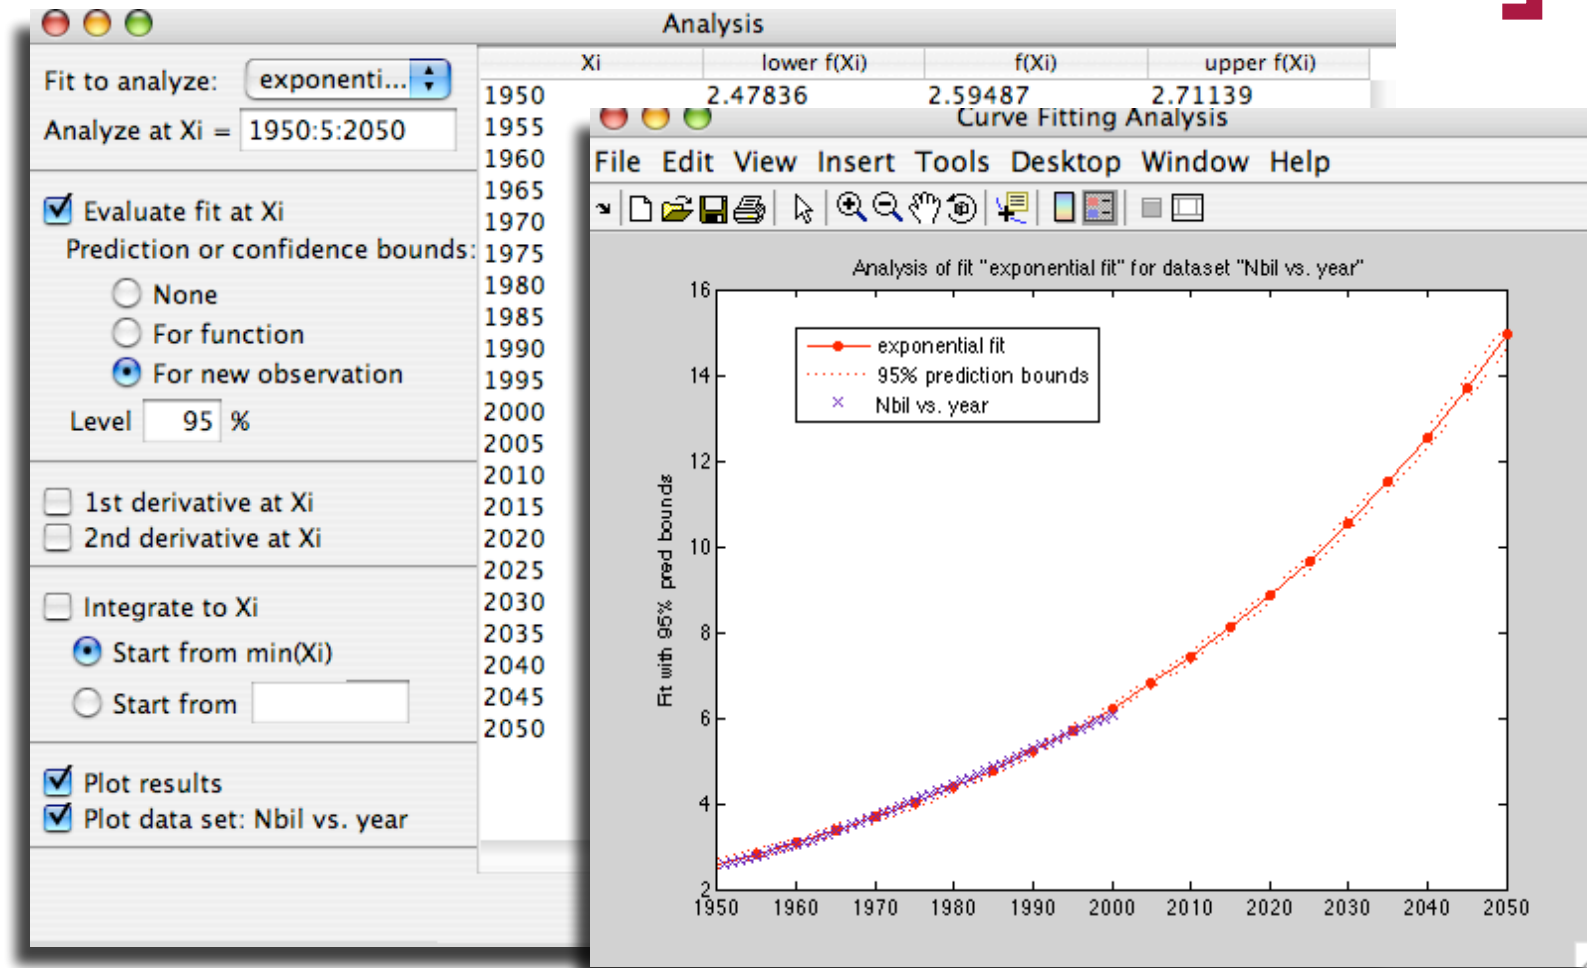 Analysis
Fit to analyze: exponenti...
Analyze at Xi = 1950:5:2050
Evaluate fit at Xi
Prediction or confidence bounds:
None
For function
For new observation
Level 95 %
1st derivative at Xi
2nd derivative at Xi
Integrate to Xi
Start from min(Xi)
Start from
Plot results
Plot data set: Nbil vs. year
Xi lower f(Xi) f(Xi) upper f(Xi)
1950 2.47836 2.59487 2.71139
1955
1960
1965
1970
1975
1980
1985
1990
1995
2000
2005
2010
2015
2020
2025
2030
2035
2040
2045
2050
Curve Fitting Analysis
File Edit View Insert Tools Desktop Window Help
Analysis of fit "exponential fit" for dataset "Nbil vs. year"
exponential fit
95% prediction bounds
Nbil vs. year
Fit with 95% pred bounds
16
14
12
10
8
6
4
2
1950 1960 1970 1980 1990 2000 2010 2020 2030 2040 2050